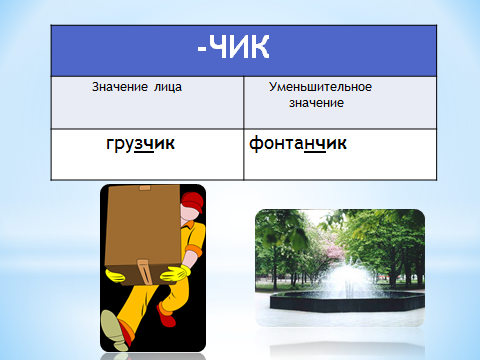 -ЧИК
Значение лица
Уменьшительное
значение
грузчик
фонтанчик